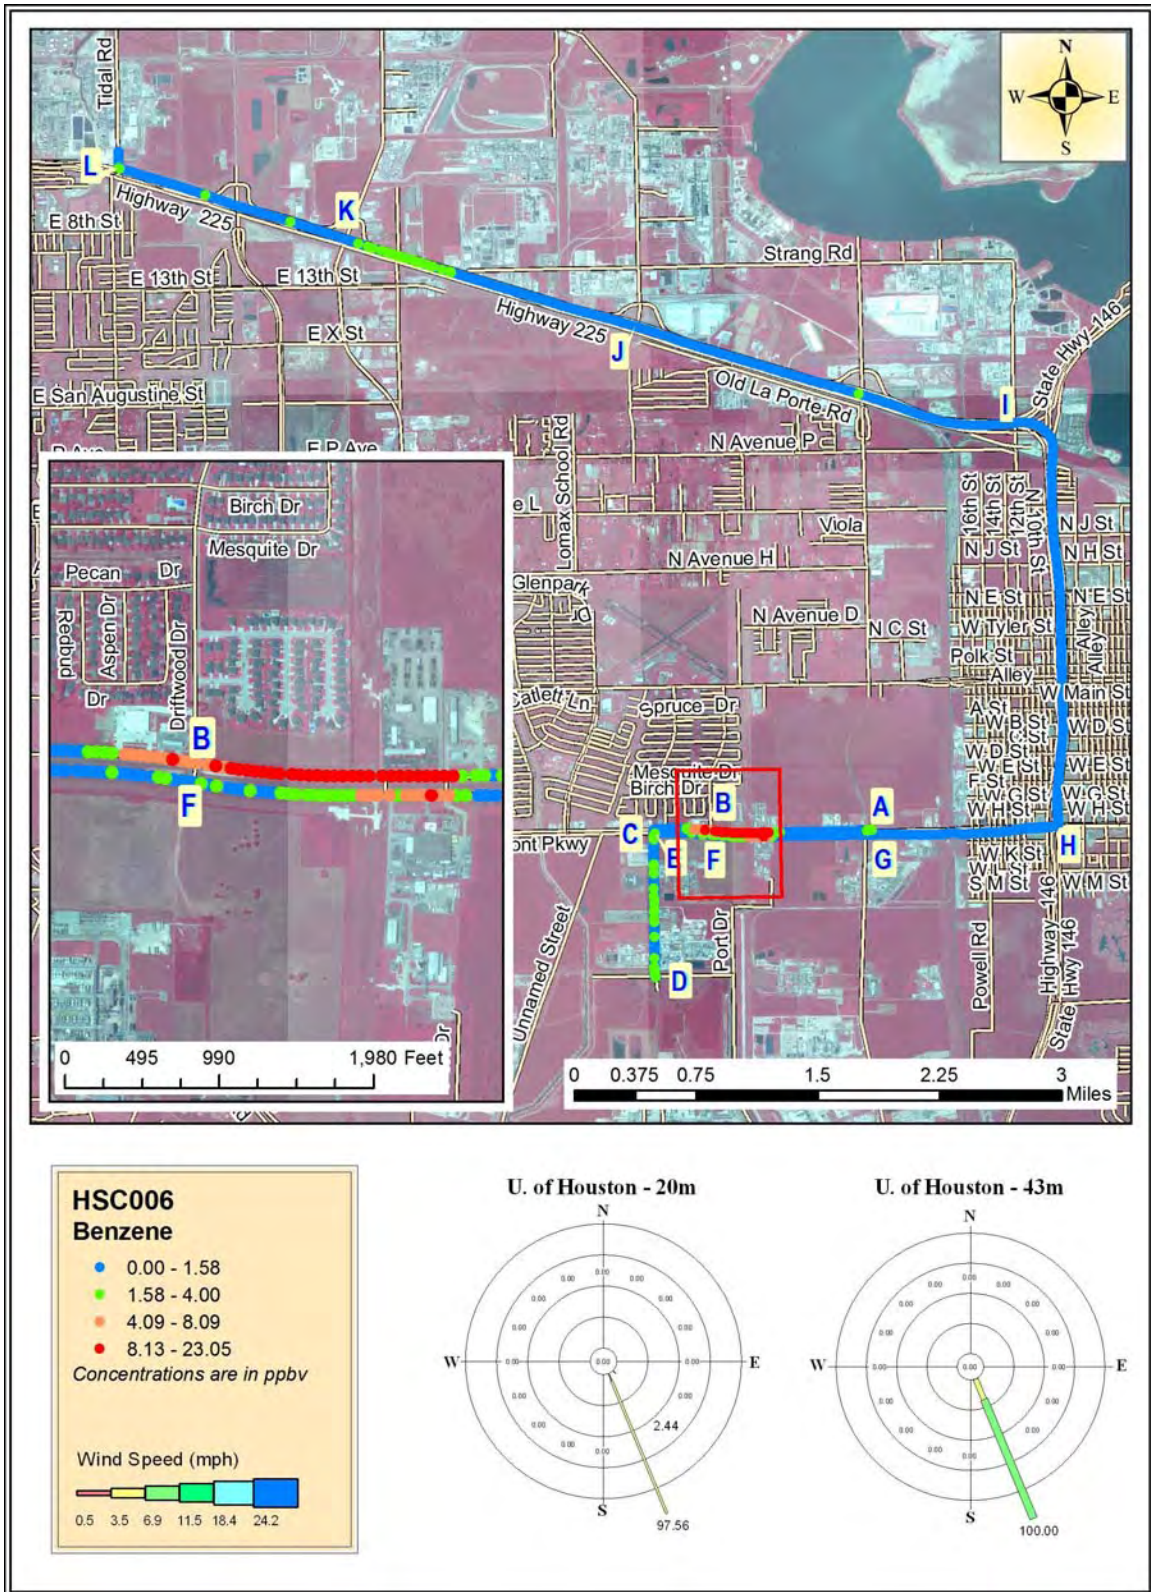 N
W E
S
Tidal Rd
L
Highway 225
E 8th St
K
E 13th St
E 13th St
Strang Rd
Highway 225
E X St
J
State Hwy 146
E San Augustine St
Old La Porte Rd
I
N Avenue P
E P Ave
Lomax School Rd
16th St
14th St
12th St
N 10th St
N J St
Viola
N J St
N H St
N Avenue H
Glenpark
N E St
N E St
N Avenue D
N C St
W Tyler St
Alley
Alley
Polk St
Alley
W Main St
Catlett Ln
Spruce Dr
A St
W B St
W D St
C St
W D St
W E St
W E St
Mesquite Dr
F St
Birch Dr
W G St
W G St
W H St
W H St
B
A
C
H
E
F
G
W K St
W L St
S M St
W M St
D
Port Dr
Unnamed Street
Powell Rd
Highway 146
State Hwy 146
Birch Dr
Mesquite Dr
Pecan Dr
Redbud
Dr
Aspen Dr
Driftwood Dr
B
F
0 495 990 1,980 Feet
0 0.375 0.75 1.5 2.25 3
Miles
HSC006
Benzene
0.00 - 1.58
1.58 - 4.00
4.09 - 8.09
8.13 - 23.05
Concentrations are in ppbv
Wind Speed (mph)
0.5 3.5 6.9 11.5 18.4 24.2
U. of Houston - 20m
N
W E
S
0.00
2.44
97.56
U. of Houston - 43m
N
W E
S
0.00
100.00